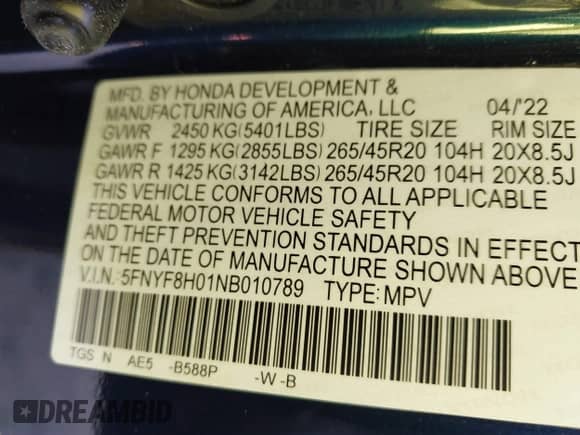 MFD. BY HONDA DEVELOPMENT &
MANUFACTURING OF AMERICA, LLC 04/'22
GVWR 2450 KG(5401LBS) TIRE SIZE RIM SIZE
GAWR F 1295 KG(2855LBS) 265/45R20 104H 20X8.5J
GAWR R 1425 KG(3142LBS) 265/45R20 104H 20X8.5J
THIS VEHICLE CONFORMS TO ALL APPLICABLE
FEDERAL MOTOR VEHICLE SAFETY
AND THEFT PREVENTION STANDARDS IN EFFECT
ON THE DATE OF MANUFACTURE SHOWN ABOVE
V.I.N.: 5FNYF8H01NB010789 TYPE: MPV
TGS N AE5 -B588P -W -B
DREAMBID